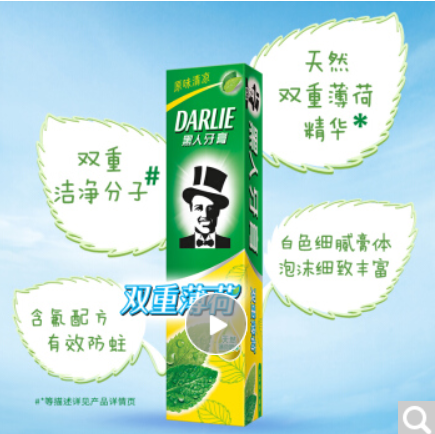 天然
双重薄荷
精华*
双重
洁净分子#
原味清凉
DARLIE
黑人牙膏
黑人牙膏
白色细腻膏体
泡沫细致丰富
双重薄荷
含氟配方
有效防蛀
#*等描述详见产品详情页